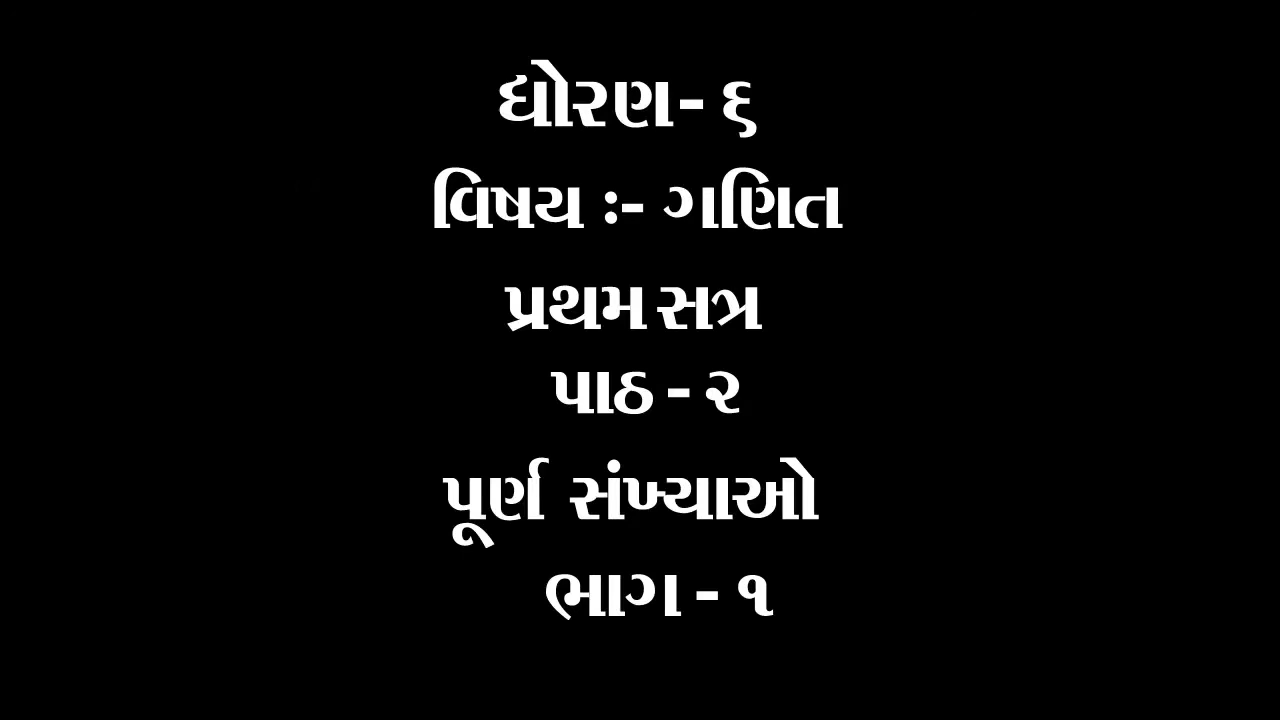 ધોરણ- ૬
વિષય ઃ- ગણિત
પ્રથમ સત્ર
પાઠ - ૨
પૂર્ણ સંખ્યાઓ
ભાગ - ૧